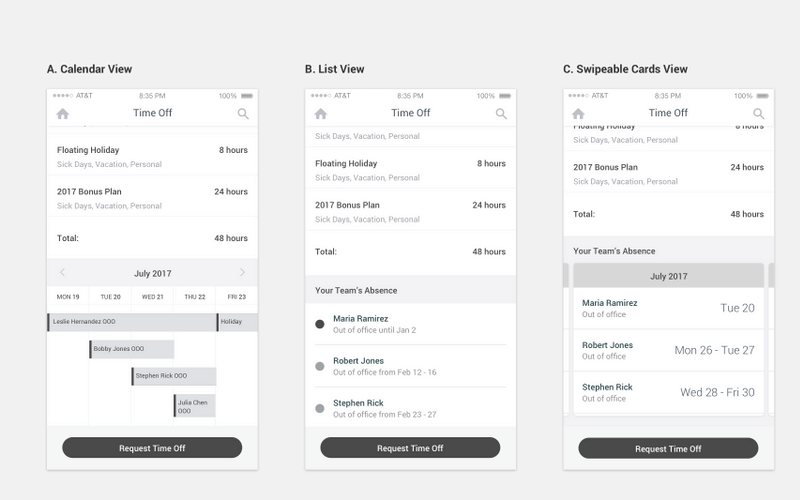 A. Calendar View
AT&T 8:35 PM 100%
Time Off
Floating Holiday 8 hours
Sick Days, Vacation, Personal
2017 Bonus Plan 24 hours
Sick Days, Vacation, Personal
Total: 48 hours
July 2017
MON 19 TUE 20 WED 21 THU 22 FRI 23
Leslie Hernandez OOO Holiday
Bobby Jones OOO
Stephen Rick OOO
Julia Chen
OOO
Request Time Off
B. List View
AT&T 8:35 PM 100%
Time Off
Sick Days, Vacation, Personal
Floating Holiday 8 hours
Sick Days, Vacation, Personal
2017 Bonus Plan 24 hours
Sick Days, Vacation, Personal
Total: 48 hours
Your Team's Absence
Maria Ramirez
Out of office until Jan 2
Robert Jones
Out of office from Feb 12 - 16
Stephen Rick
Out of office from Feb 23 - 27
Request Time Off
C. Swipeable Cards View
AT&T 8:35 PM 100%
Time Off
Floating Holiday 8 hours
Sick Days, Vacation, Personal
2017 Bonus Plan 24 hours
Sick Days, Vacation, Personal
Total: 48 hours
Your Team's Absence
July 2017
Maria Ramirez Tue 20
Out of office
Robert Jones Mon 26 - Tue 27
Out of office
Stephen Rick Wed 28 - Fri 30
Out of office
Request Time Off